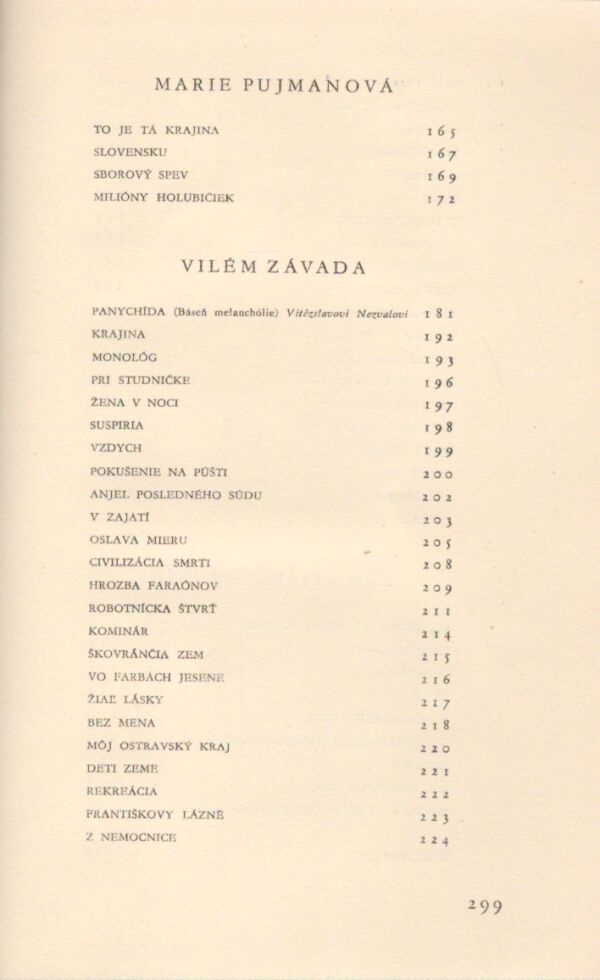 MARIE PUJMANOVÁ
TO JE TÁ KRAJINA 165
SLOVENSKU 167
SBOROVÝ SPEV 169
MILIÓNY HOLUBIČIEK 172
VILÉM ZÁVADA
PANYCHÍDA (Báseň melanchólie) Vítězslavovi Nezvalovi 181
KRAJINA 192
MONOLÓG 193
PRI STUDNIČKE 196
ŽENA V NOCI 197
SUSPIRIA 198
VZDYCH 199
POKUŠENIE NA PÚŠTI 200
ANJEL POSLEDNÉHO SÚDU 202
V ZAJATÍ 203
OSLAVA MIERU 205
CIVILIZÁCIA SMRTI 208
HROZBA FARAÓNOV 209
ROBOTNÍCKA ŠTVRŤ 211
KOMINÁR 214
ŠKOVRÁNČIA ZEM 215
VO FARBÁCH JESENE 216
ŽIAĽ LÁSKY 217
BEZ MENA 218
MÔJ OSTRAVSKÝ KRAJ 220
DETI ZEME 221
REKREÁCIA 222
FRANTIŠKOVY LÁZNĚ 223
Z NEMOCNICE 224
299